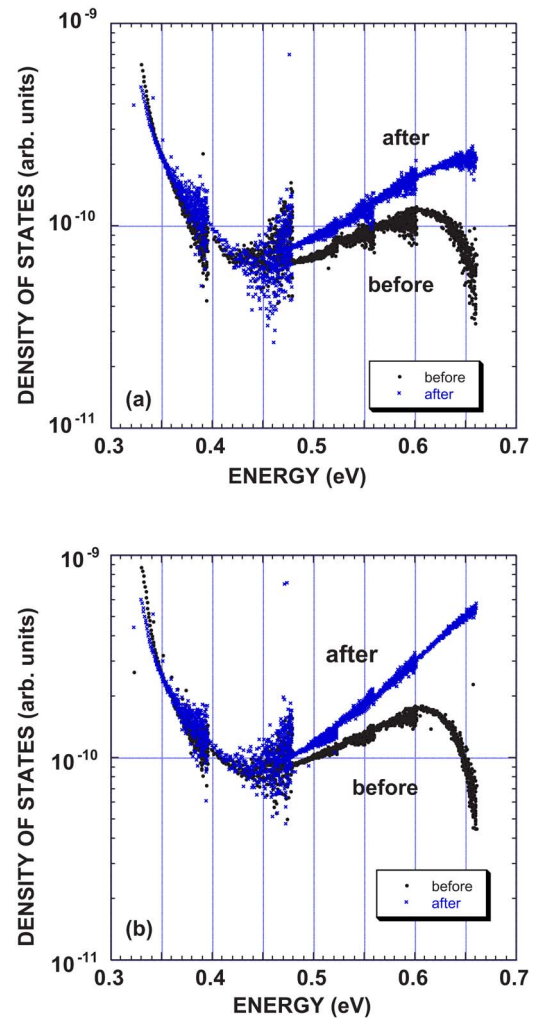 10-9
DENSITY OF STATES (arb. units)
after
10-10
before
before
after
(a)
10-11
0.3 0.4 0.5 0.6 0.7
ENERGY (eV)
10-9
DENSITY OF STATES (arb. units)
after
10-10
before
before
after
(b)
10-11
0.3 0.4 0.5 0.6 0.7
ENERGY (eV)